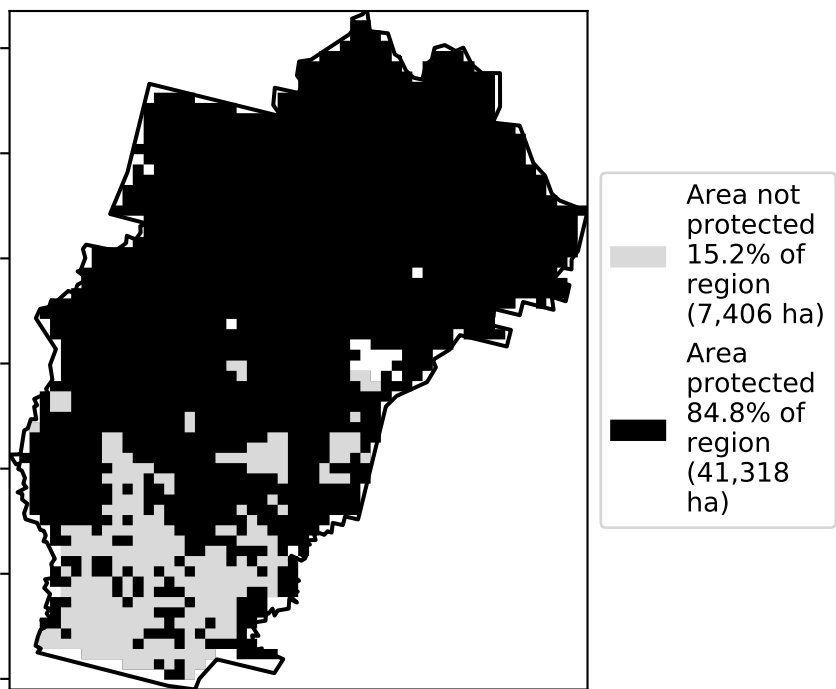 Area not
protected
15.2% of
region
(7,406 ha)
Area
protected
84.8% of
region
(41,318
ha)